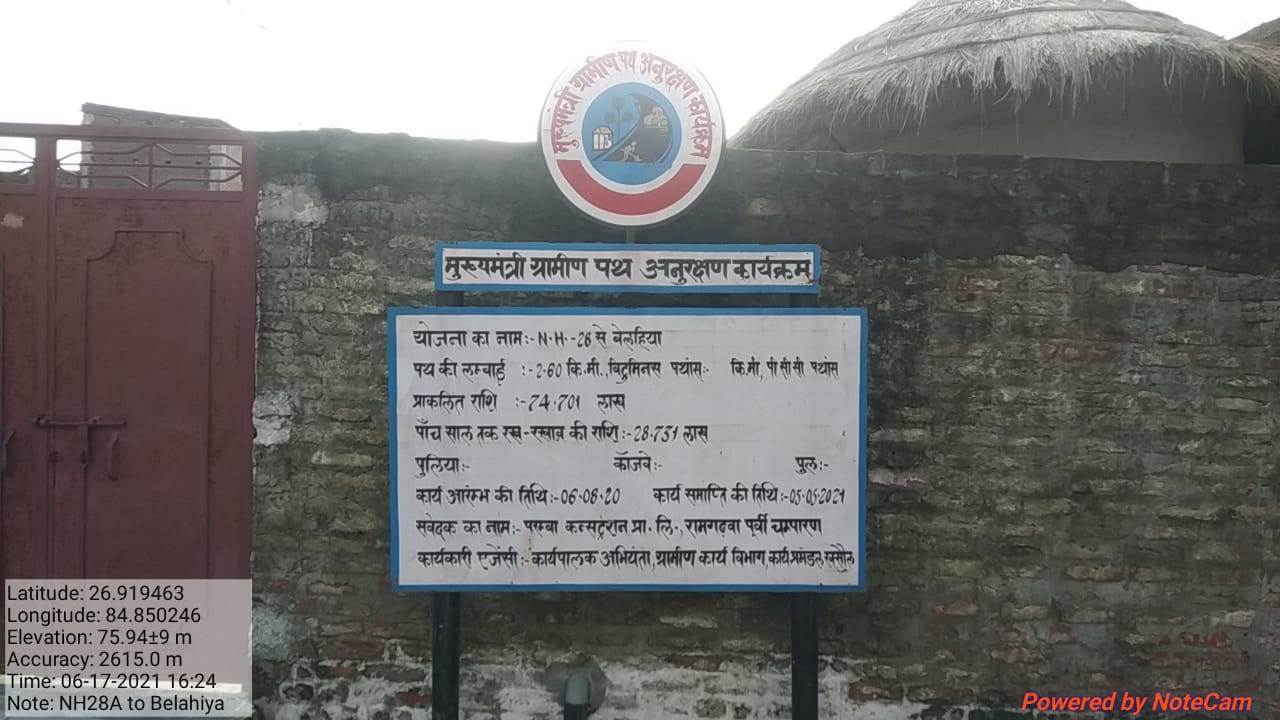 मुख्यमंत्री ग्रामीण पथ अनुरक्षण कार्यक्रम
मुख्यमंत्री ग्रामीण पथ अनुरक्षण कार्यक्रम
योजना का नाम :- N.H.-26 से बेलहिया
पथ की लम्बाई :- 2.60 कि.मी., बिटुमिनस पथांस:- कि.मी, पी सी सी पथांस
प्राकलित राशि :- 74.701 लाख
पाँच साल तक रख-रखाव की राशि:-28.731 लाख
पुलिया:- कॉजवे:- पुल:-
कार्य आरम्भ की तिथि:-06.08.20 कार्य समाप्ति की तिथि:-05.05.2021
संवेदक का नाम:- कन्सट्रशन प्रा. लि., रामगढ़वा पूर्वी चम्पारण
कार्यकारी एजेंसी:- कार्यपालक अभियंता, ग्रामीण कार्य विभाग, कार्य प्रमंडल, रक्सौल
Latitude: 26.919463
Longitude: 84.850246
Elevation: 75.94±9 m
Accuracy: 2615.0 m
Time: 06-17-2021 16:24
Note: NH28A to Belahiya
Powered by NoteCam